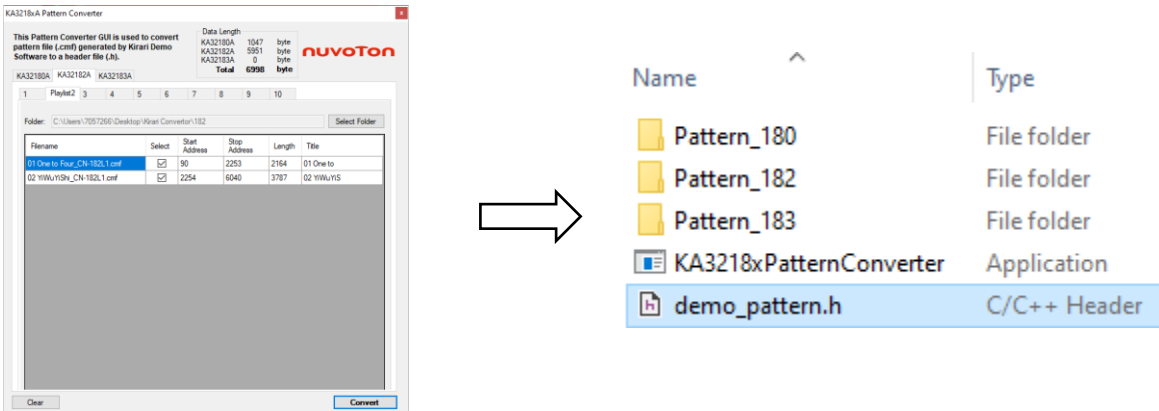 KA3218xA Pattern Converter
x
This Pattern Converter GUI is used to convert
pattern file (.cmf) generated by Kirari Demo
Software to a header file (.h).
Data Length
KA32180A 1047 byte
KA32182A 5951 byte
KA32183A 0 byte
Total 6998 byte
nuvoTon
KA32180A KA32182A KA32183A
1 Playlist2 3 4 5 6 7 8 9 10
Folder: C:\Users\7057266\Desktop\Kirari Convertor\182 Select Folder
Filename Select Start Address Stop Address Length Title
01 One to Four_CN-182L1.cmf 90 2253 2164 01 One to
02 YiWuYiShi_CN-182L1.cmf 2254 6040 3787 02 YiWuYiS
Clear Convert
Name Type
Pattern_180 File folder
Pattern_182 File folder
Pattern_183 File folder
KA3218xPatternConverter Application
demo_pattern.h C/C++ Header